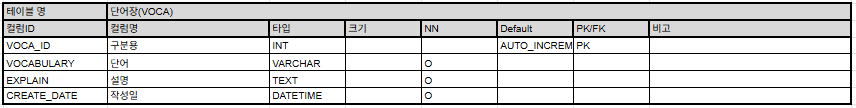 테이블 명 단어장(VOCA)
컬럼ID 컬럼명 타입 크기 NN Default PK/FK 비고
VOCA_ID 구분용 INT AUTO_INCREM PK
VOCABULARY 단어 VARCHAR O
EXPLAIN 설명 TEXT O
CREATE_DATE 작성일 DATETIME O